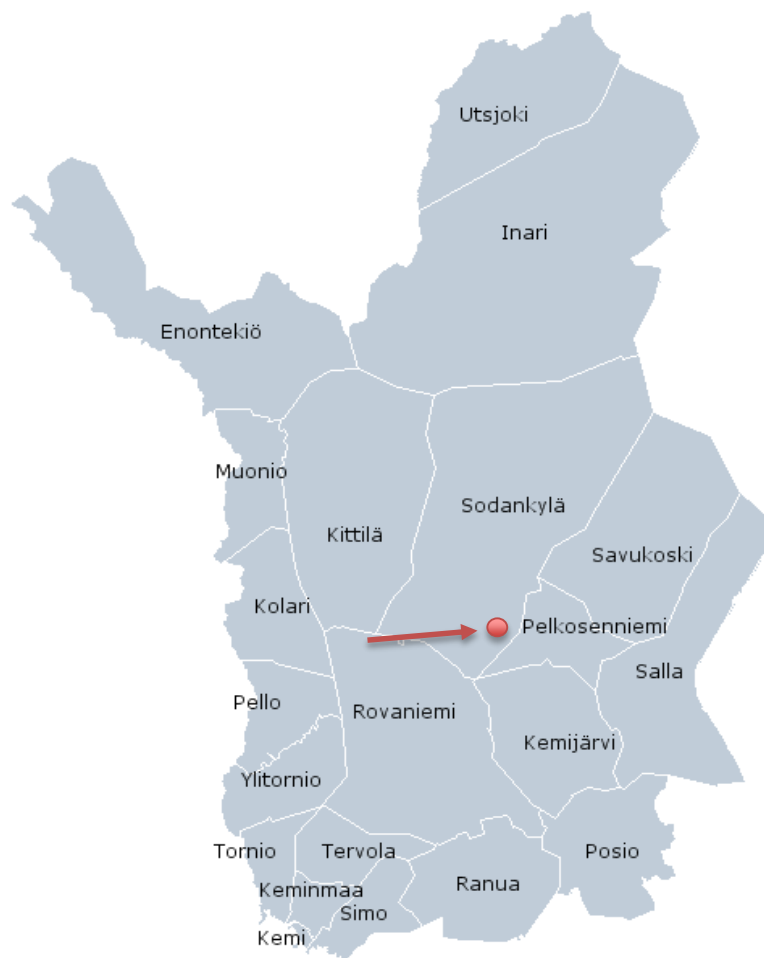 Utsjoki
Inari
Enontekiö
Muonio
Sodankylä
Kittilä
Savukoski
Kolari
Pelkosenniemi
Salla
Pello
Rovaniemi
Kemijärvi
Ylitornio
Tornio
Tervola
Posio
Keminmaa
Ranua
Simo
Kemi